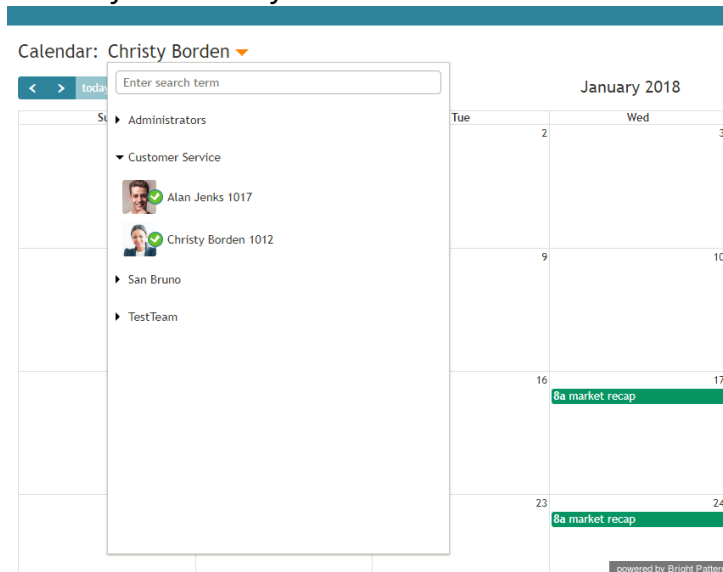 Calendar: Christy Borden
today
January 2018
Enter search term
Tue
Wed
Administrators
2
3
Customer Service
Alan Jenks 1017
Christy Borden 1012
9
10
San Bruno
TestTeam
16
17
8a market recap
23
24
8a market recap
powered by Bright